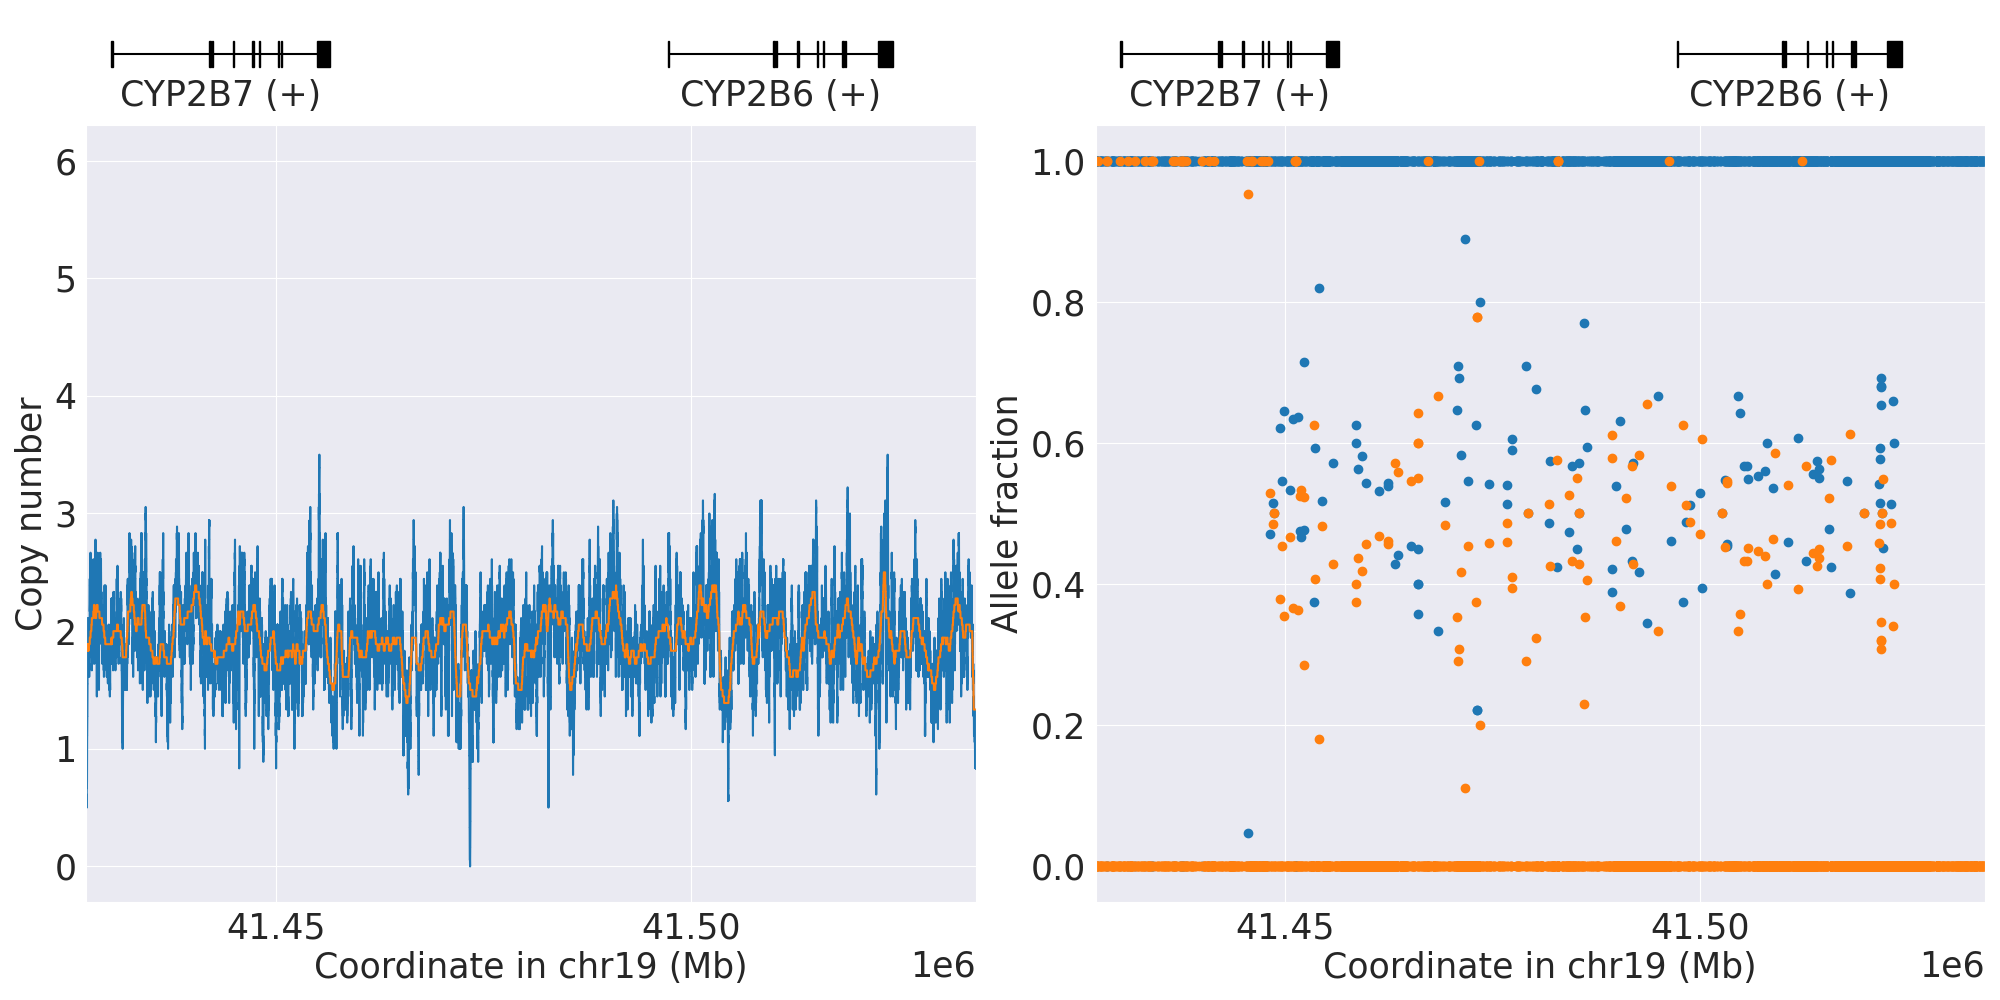 CYP2B7 (+)
CYP2B6 (+)
Copy number
6
5
4
3
2
1
0
41.45
41.50
Coordinate in chr19 (Mb)
1e6
CYP2B7 (+)
CYP2B6 (+)
Allele fraction
1.0
0.8
0.6
0.4
0.2
0.0
41.45
41.50
Coordinate in chr19 (Mb)
1e6